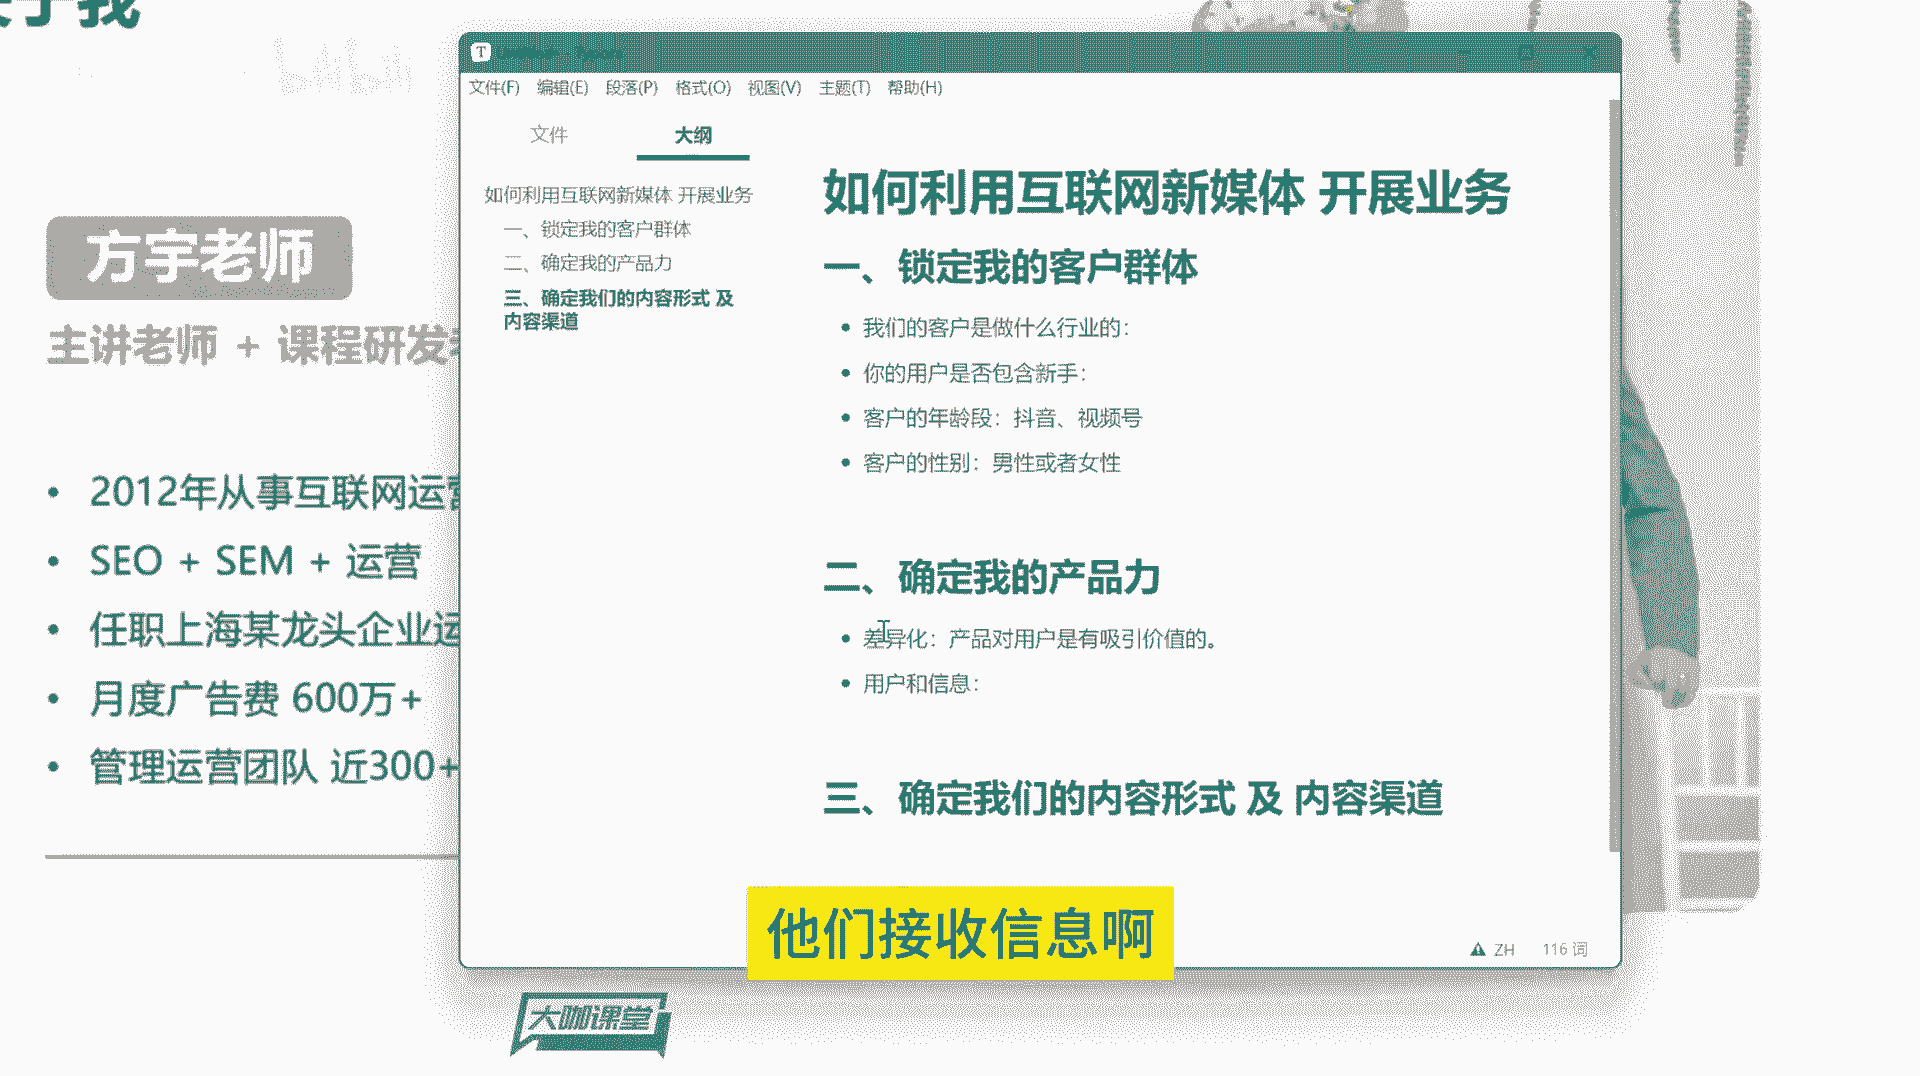 我
bilibili
方宇老师
主讲老师 + 课程研发
• 2012年从事互联网运营
• SEO + SEM + 运营
• 任职上海某龙头企业运
• 月度广告费 600万+
• 管理运营团队 近300+
T
文件(F) 编辑(E) 段落(P) 格式(O) 视图(V) 主题(T) 帮助(H)
文件 大纲
如何利用互联网新媒体 开展业务
一、锁定我的客户群体
二、确定我的产品力
三、确定我们的内容形式 及
内容渠道
如何利用互联网新媒体 开展业务
一、锁定我的客户群体
• 我们的客户是做什么行业的：
• 你的用户是否包含新手：
• 客户的年龄段：抖音、视频号
• 客户的性别：男性或者女性
二、确定我的产品力
• 差异化：产品对用户是有吸引价值的。
• 用户和信息：
三、确定我们的内容形式 及 内容渠道
ZH 116 词
他们接收信息啊
大咖课堂